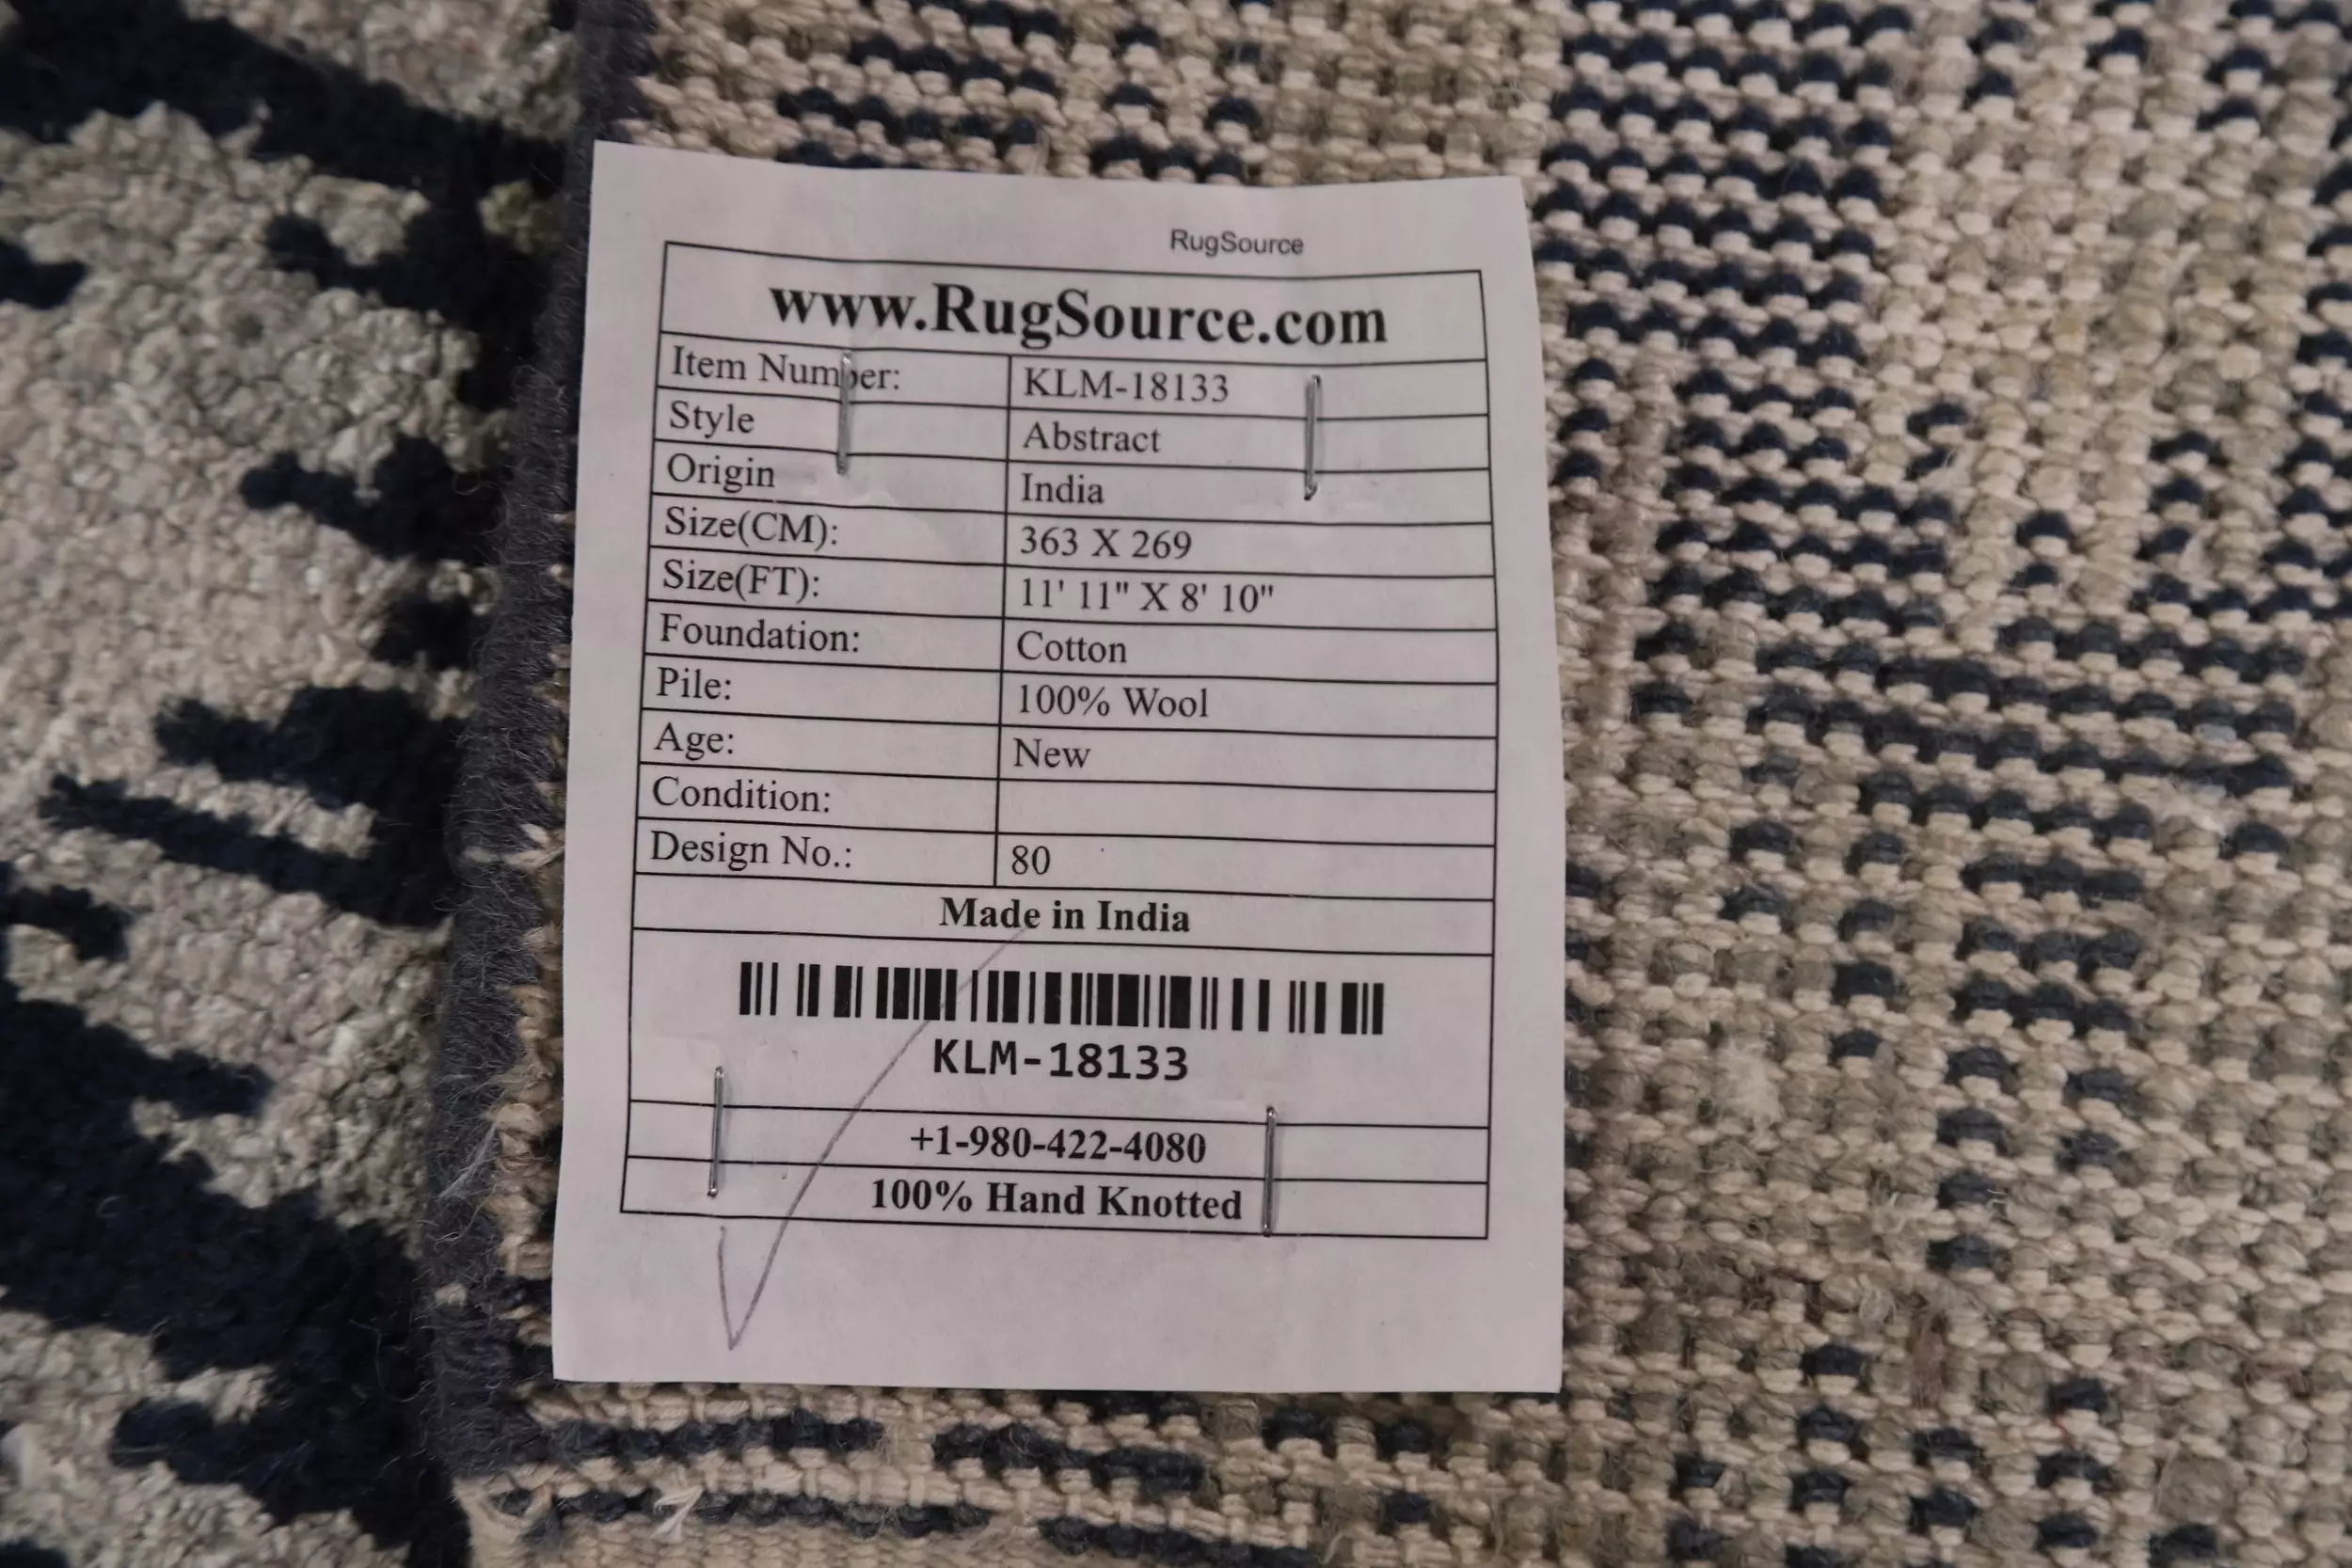 RugSource
www.RugSource.com
Item Number: KLM-18133
Style Abstract
Origin India
Size(CM): 363 X 269
Size(FT): 11' 11" X 8' 10"
Foundation: Cotton
Pile: 100% Wool
Age: New
Condition:
Design No.: 80
Made in India
KLM-18133
+1-980-422-4080
100% Hand Knotted